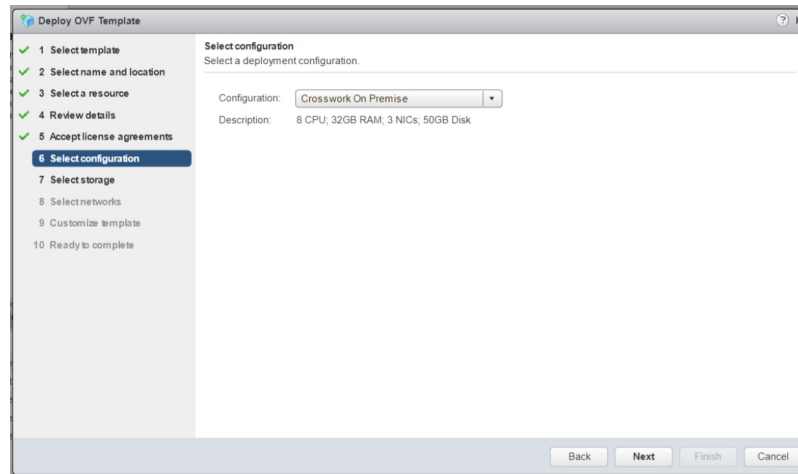 Deploy OVF Template
1 Select template
2 Select name and location
3 Select a resource
4 Review details
5 Accept license agreements
6 Select configuration
7 Select storage
8 Select networks
9 Customize template
10 Ready to complete
Select configuration
Select a deployment configuration.
Configuration: Crosswork On Premise
Description: 8 CPU; 32GB RAM; 3 NICs; 50GB Disk
Back Next Finish Cancel